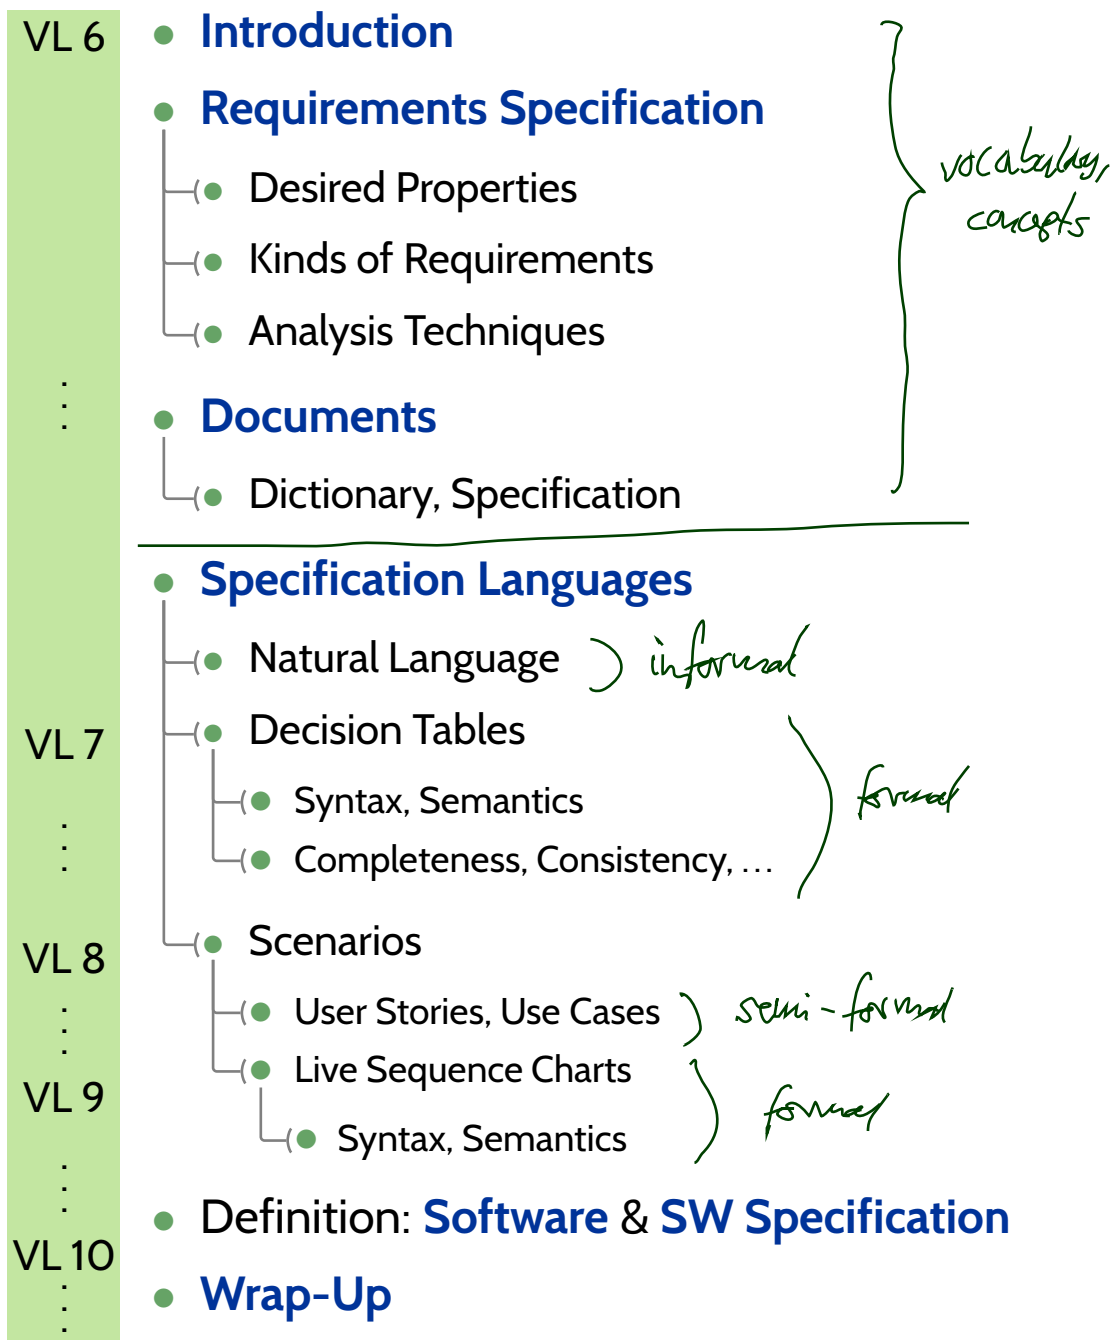 VL 6
• Introduction
• Requirements Specification
• Desired Properties
vocabulary,
concepts
• Kinds of Requirements
• Analysis Techniques
⋮
• Documents
• Dictionary, Specification
• Specification Languages
• Natural Language ) informal
VL 7
• Decision Tables
• Syntax, Semantics
formal
⋮
• Completeness, Consistency, ...
VL 8
• Scenarios
• User Stories, Use Cases ) semi-formal
⋮
• Live Sequence Charts
VL 9
formal
• Syntax, Semantics
⋮
• Definition: Software & SW Specification
VL 10
• Wrap-Up
⋮